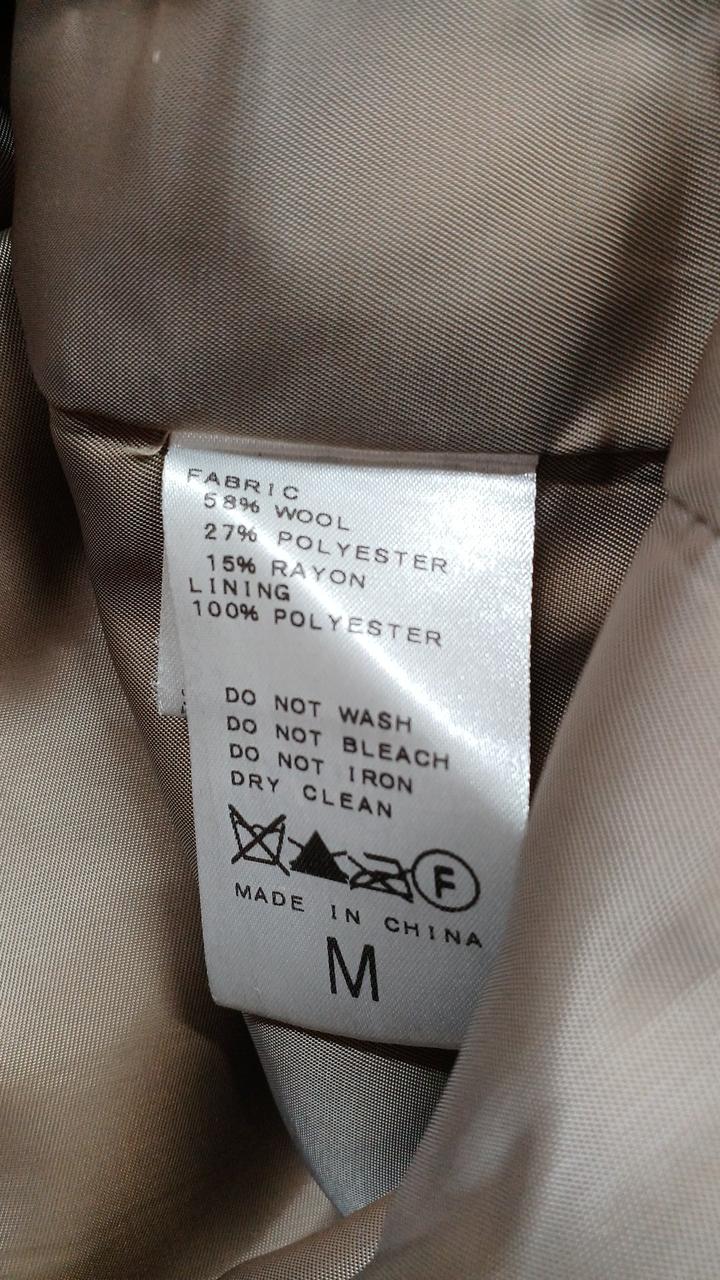 FABRIC
58% WOOL
27% POLYESTER
15% RAYON
LINING
100% POLYESTER
DO NOT WASH
DO NOT BLEACH
DO NOT IRON
DRY CLEAN
F
MADE IN CHINA
M